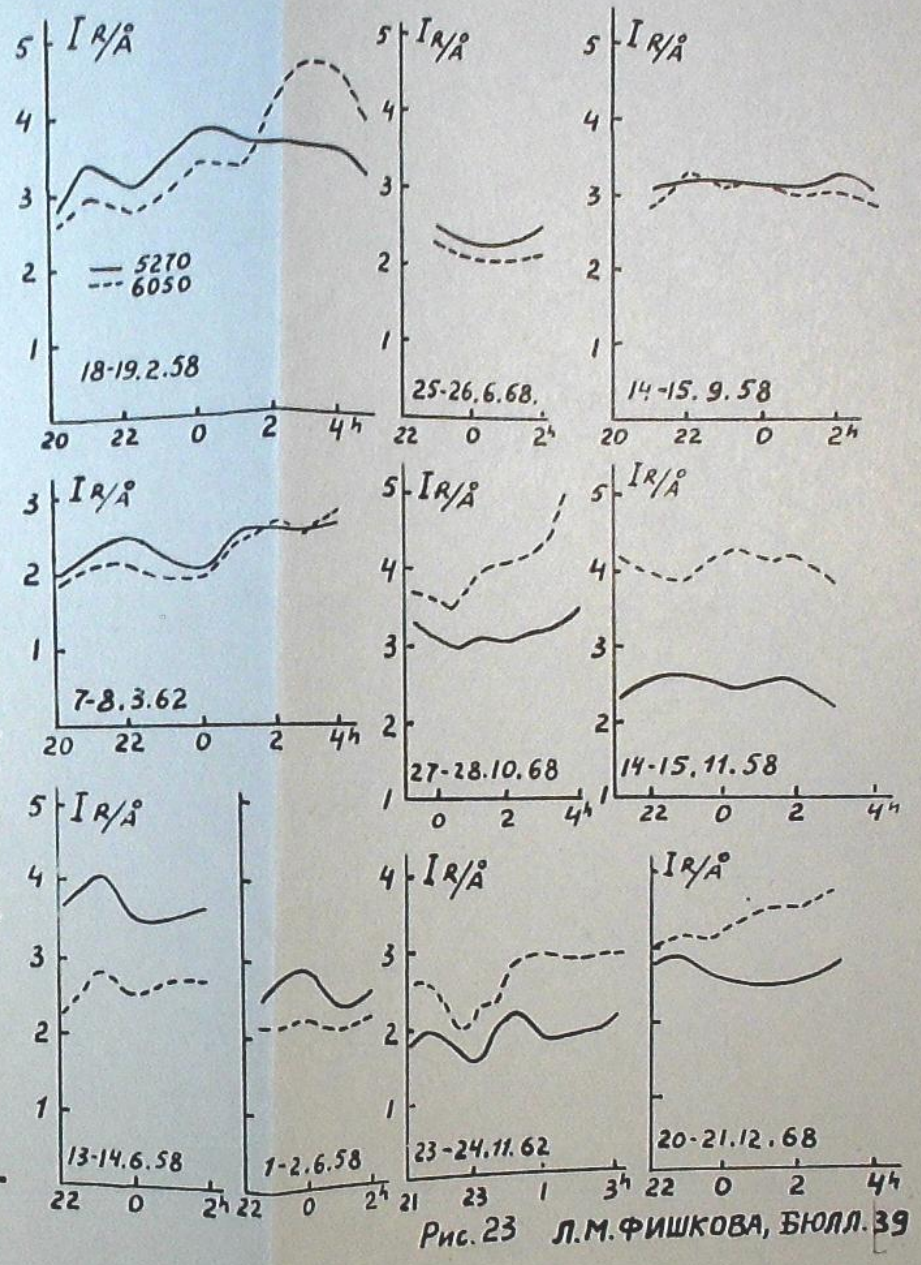 5 I R/Å
4
3
2
1
— 5270
--- 6050
18-19.2.58
20 22 0 2 4h
5 I R/Å
4
3
2
1
25-26.6.68.
22 0 2h
5 I R/Å
4
3
2
1
14-15.9.58
20 22 0 2h
3 I R/Å
2
1
7-8.3.62
20 22 0 2 4h
5 I R/Å
4
3
2
1
27-28.10.68
0 2 4h
5 I R/Å
4
3
2
1
14-15.11.58
22 0 2 4h
5 I R/Å
4
3
2
1
13-14.6.58
22 0 2h
1-2.6.58
22 0 2h
4 I R/Å
3
2
1
23-24.11.62
21 23 1 3h
I R/Å
20-21.12.68
22 0 2 4h
Рис. 23 Л.М.ФИШКОВА, БЮЛЛ. 39